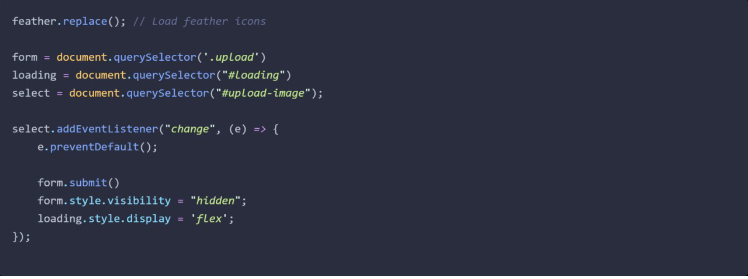 feather.replace(); // Load feather icons
form = document.querySelector('.upload')
loading = document.querySelector("#loading")
select = document.querySelector("#upload-image");
select.addEventListener("change", (e) => {
    e.preventDefault();
    form.submit()
    form.style.visibility = "hidden";
    loading.style.display = 'flex';
});